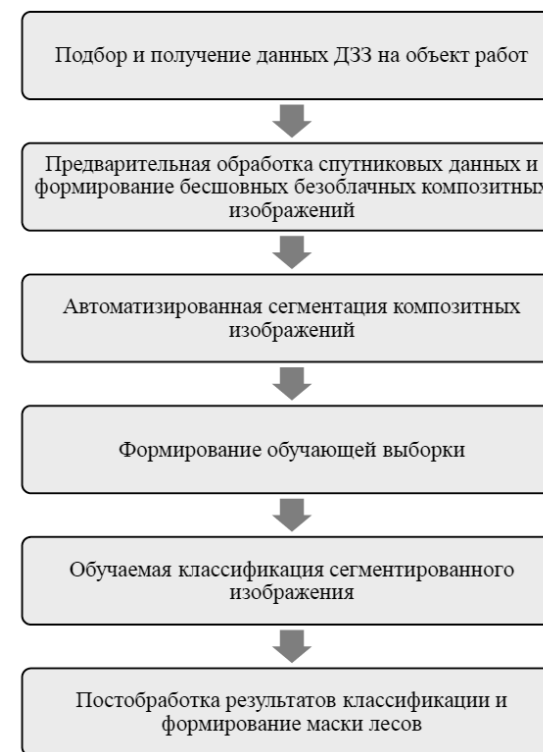 Подбор и получение данных ДЗЗ на объект работ
Предварительная обработка спутниковых данных и
формирование бесшовных безоблачных композитных
изображений
Автоматизированная сегментация композитных
изображений
Формирование обучающей выборки
Обучаемая классификация сегментированного
изображения
Постобработка результатов классификации и
формирование маски лесов